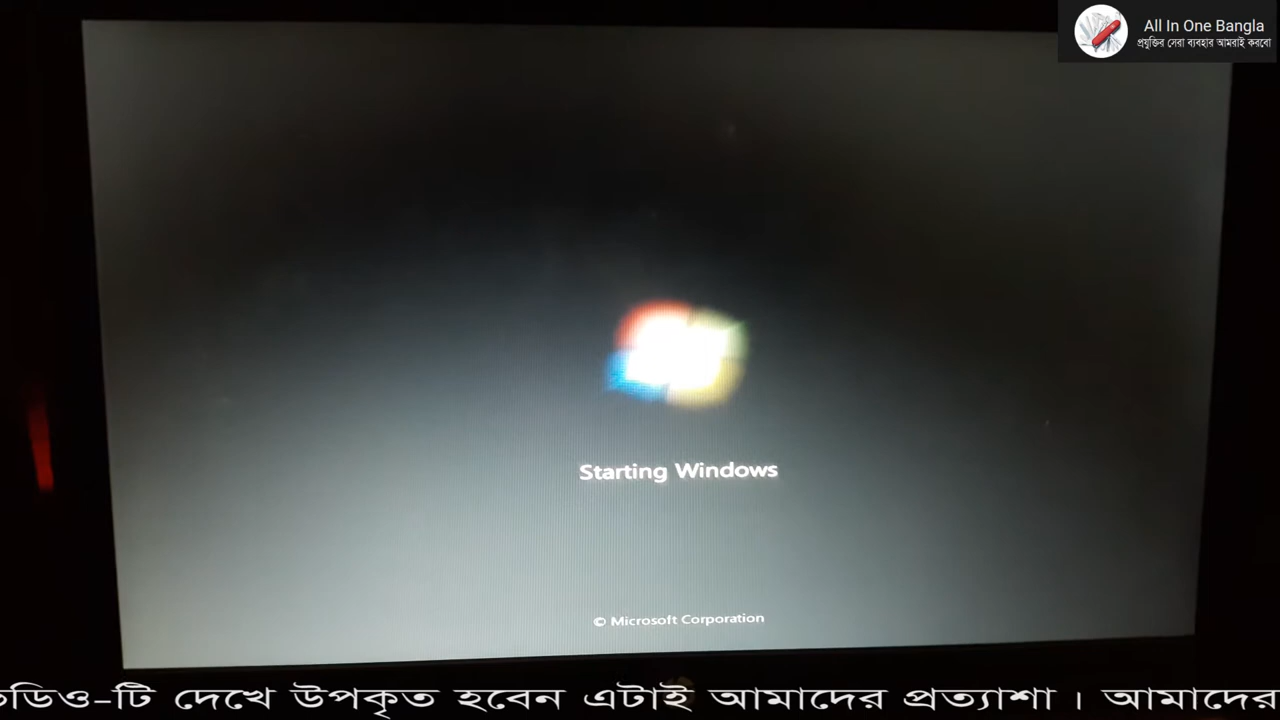 All In One Bangla
প্রযুক্তির সেরা ব্যবহার আমরাই করবো
Starting Windows
© Microsoft Corporation
দেখে উপকৃত হবেন এটাই আমাদের প্রত্যাশা । আমাদের